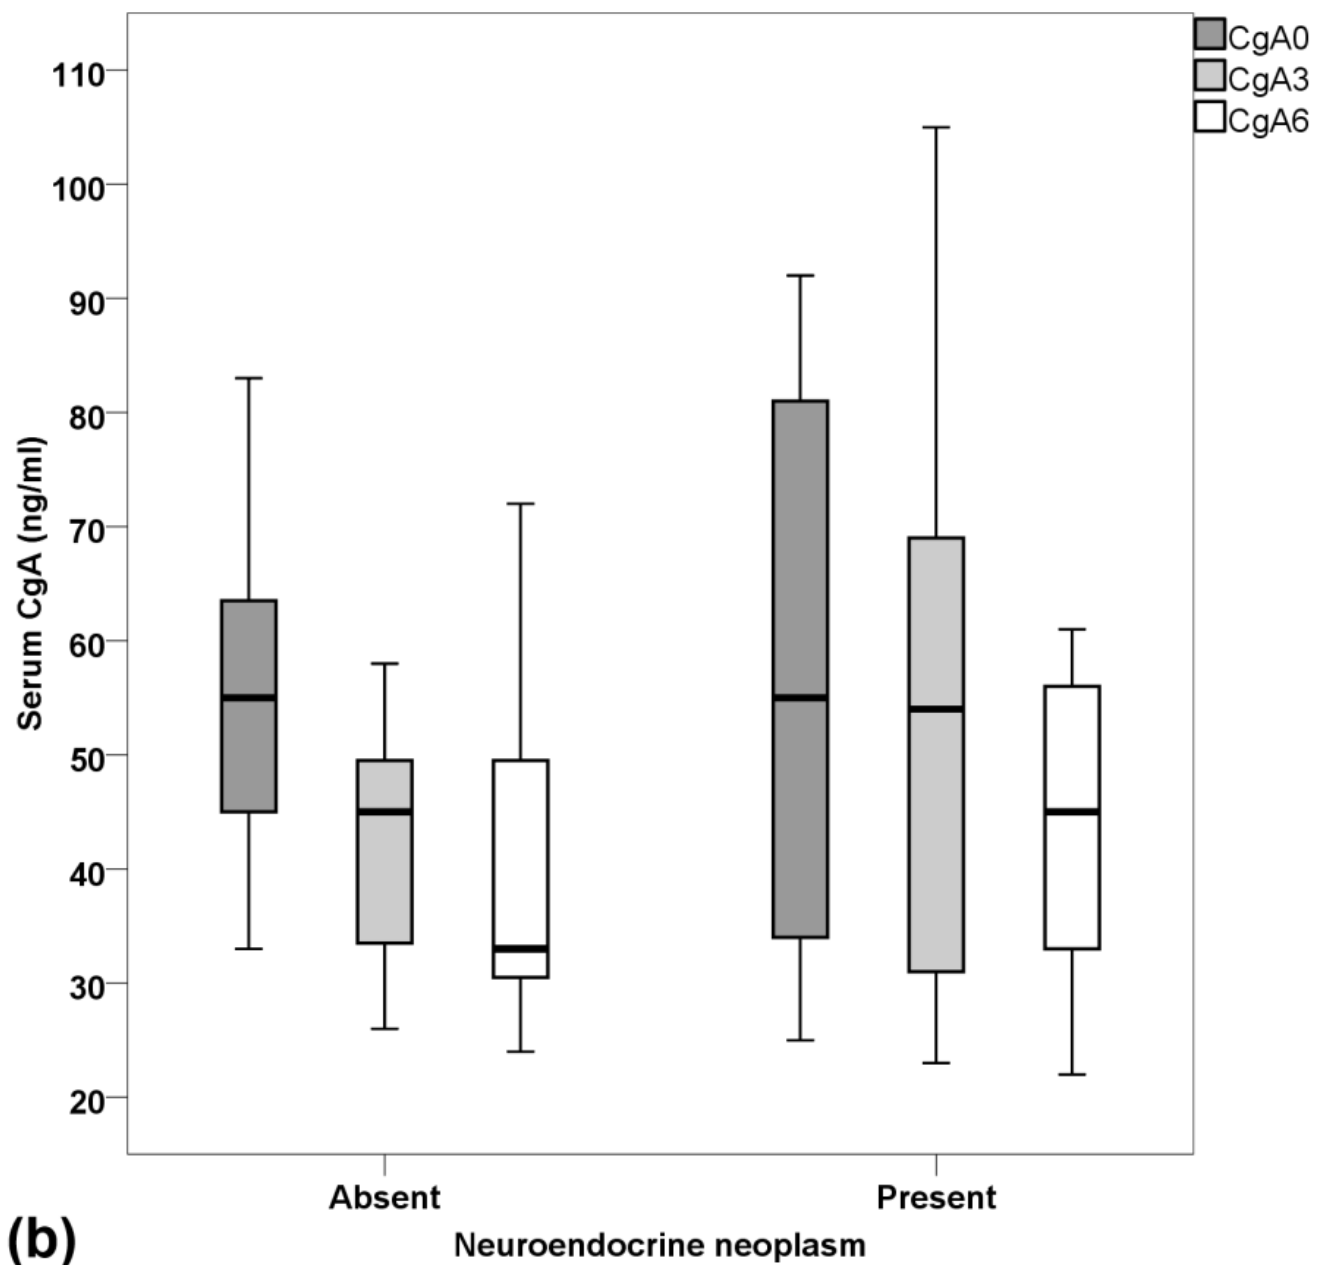 CgA0
CgA3
CgA6
110
100
90
80
70
60
50
40
30
20
Serum CgA (ng/ml)
Absent
Present
Neuroendocrine neoplasm
(b)